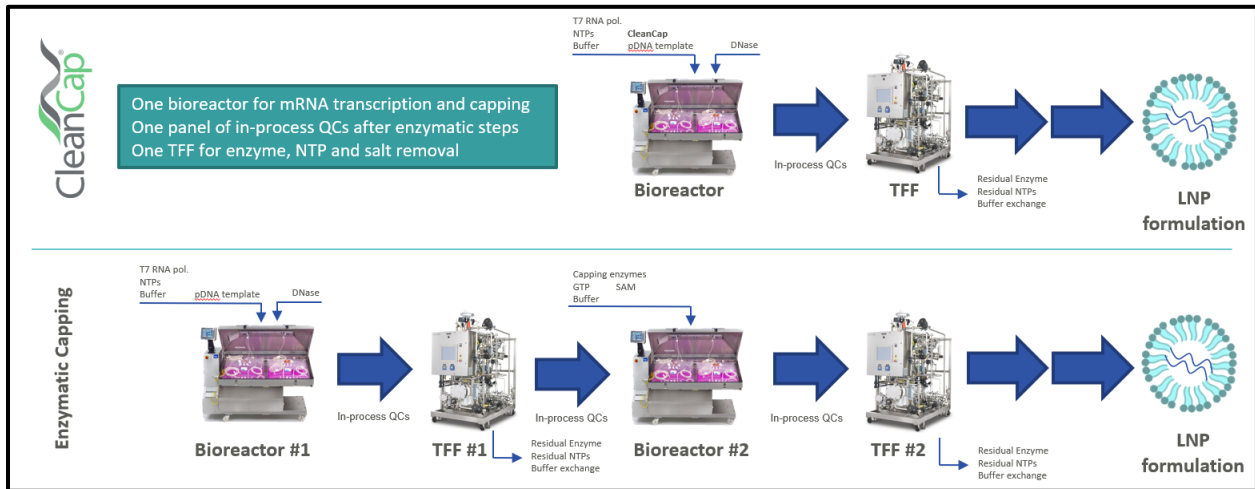 CleanCap®
One bioreactor for mRNA transcription and capping
One panel of in-process QCs after enzymatic steps
One TFF for enzyme, NTP and salt removal
T7 RNA pol.
NTPs CleanCap
Buffer pDNA template
DNase
Bioreactor
In-process QCs
TFF
Residual Enzyme
Residual NTPs
Buffer exchange
LNP
formulation
Enzymatic Capping
T7 RNA pol.
NTPs
Buffer pDNA template
DNase
Bioreactor #1
In-process QCs
TFF #1
Residual Enzyme
Residual NTPs
Buffer exchange
In-process QCs
Capping enzymes
GTP SAM
Buffer
Bioreactor #2
In-process QCs
TFF #2
Residual Enzyme
Residual NTPs
Buffer exchange
LNP
formulation